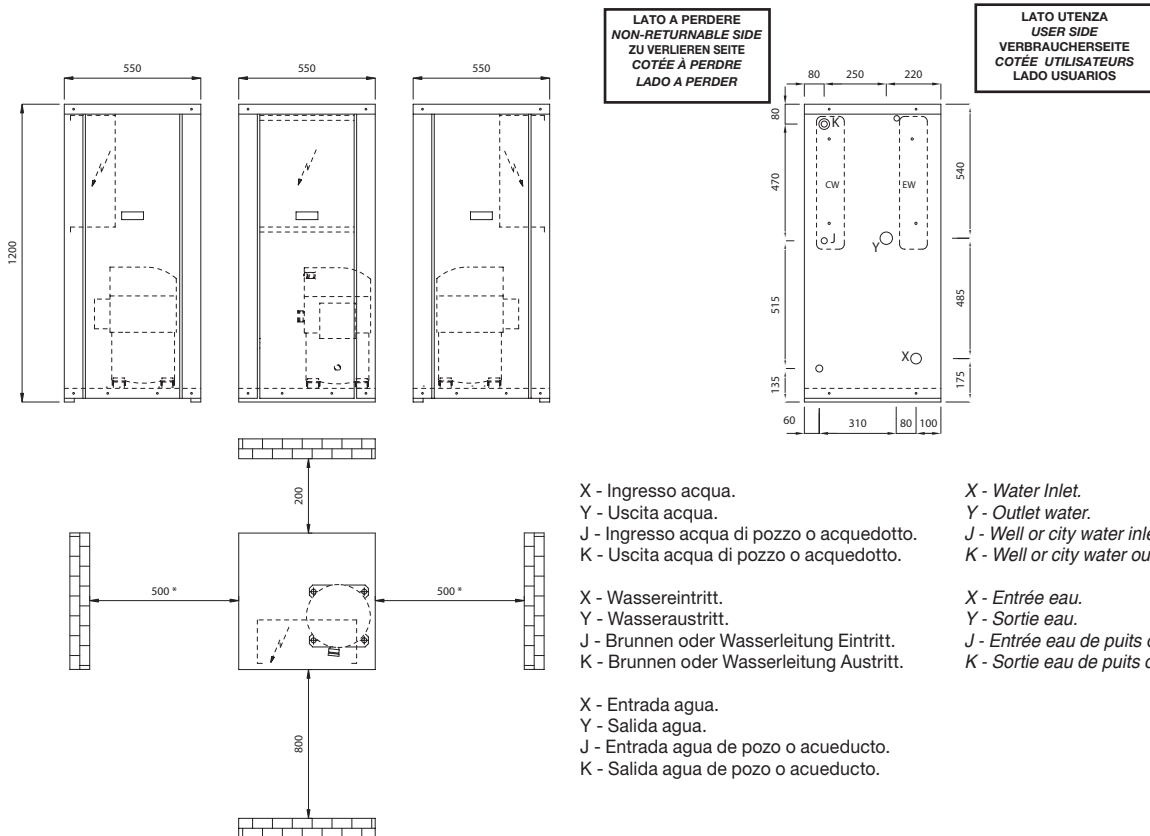 LATO A PERDERE
NON-RETURNABLE SIDE
ZU VERLIEREN SEITE
COTÉE À PERDRE
LADO A PERDER
LATO UTENZA
USER SIDE
VERBRAUCHERSEITE
COTÉE UTILISATEURS
LADO USUARIOS
550
550
550
1200
80
250
220
80
470
515
135
540
485
175
60
310
80
100
K
CW
EW
J
Y
X
200
500 *
500 *
800
X - Ingresso acqua.
Y - Uscita acqua.
J - Ingresso acqua di pozzo o acquedotto.
K - Uscita acqua di pozzo o acquedotto.
X - Wassereintritt.
Y - Wasseraustritt.
J - Brunnen oder Wasserleitung Eintritt.
K - Brunnen oder Wasserleitung Austritt.
X - Entrada agua.
Y - Salida agua.
J - Entrada agua de pozo o acueducto.
K - Salida agua de pozo o acueducto.
X - Water Inlet.
Y - Outlet water.
J - Well or city water
K - Well or city water
X - Entrée eau.
Y - Sortie eau.
J - Entrée eau de puits
K - Sortie eau de puits